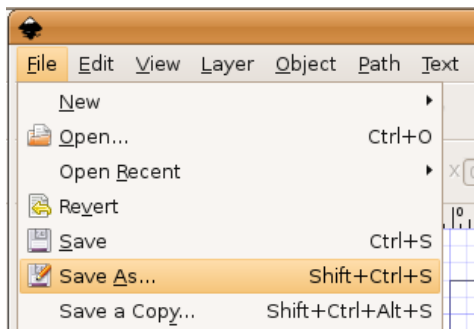 File Edit View Layer Object Path Text
New
Open... Ctrl+O
Open Recent
Revert
Save Ctrl+S
Save As... Shift+Ctrl+S
Save a Copy... Shift+Ctrl+Alt+S